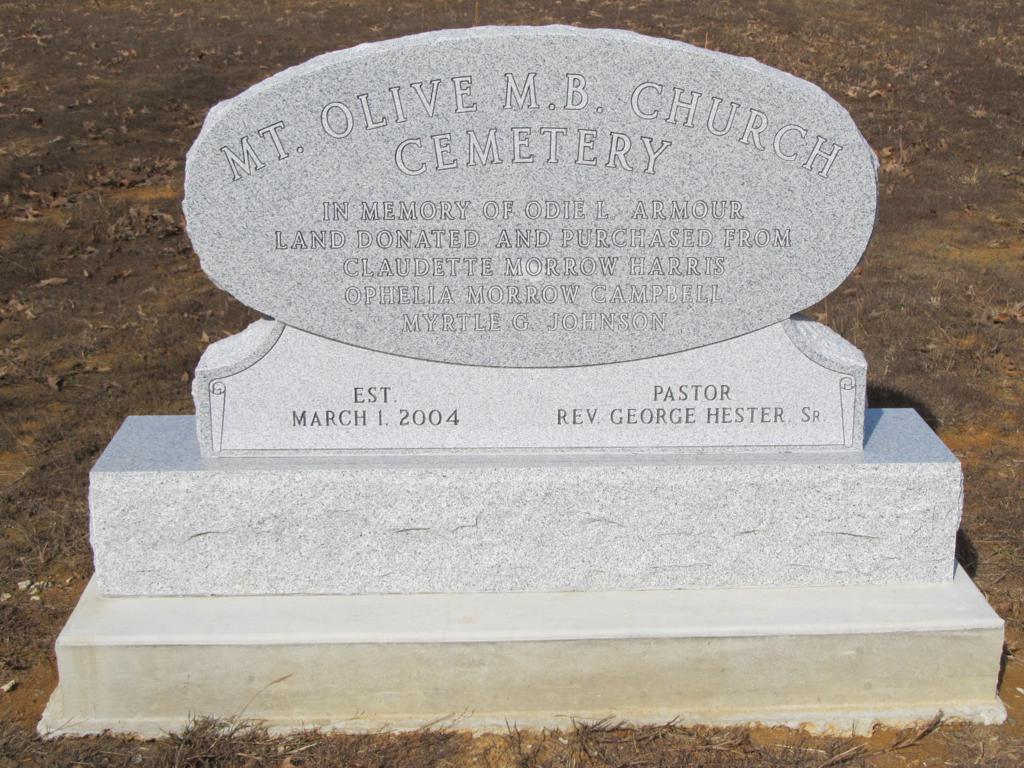 MT. OLIVE M.B. CHURCH
CEMETERY
IN MEMORY OF ODIE L. ARMOUR
LAND DONATED AND PURCHASED FROM
CLAUDETTE MORROW HARRIS
OPHELIA MORROW CAMPBELL
MYRTLE G. JOHNSON
EST.
MARCH 1, 2004
PASTOR
REV. GEORGE HESTER, Sr.